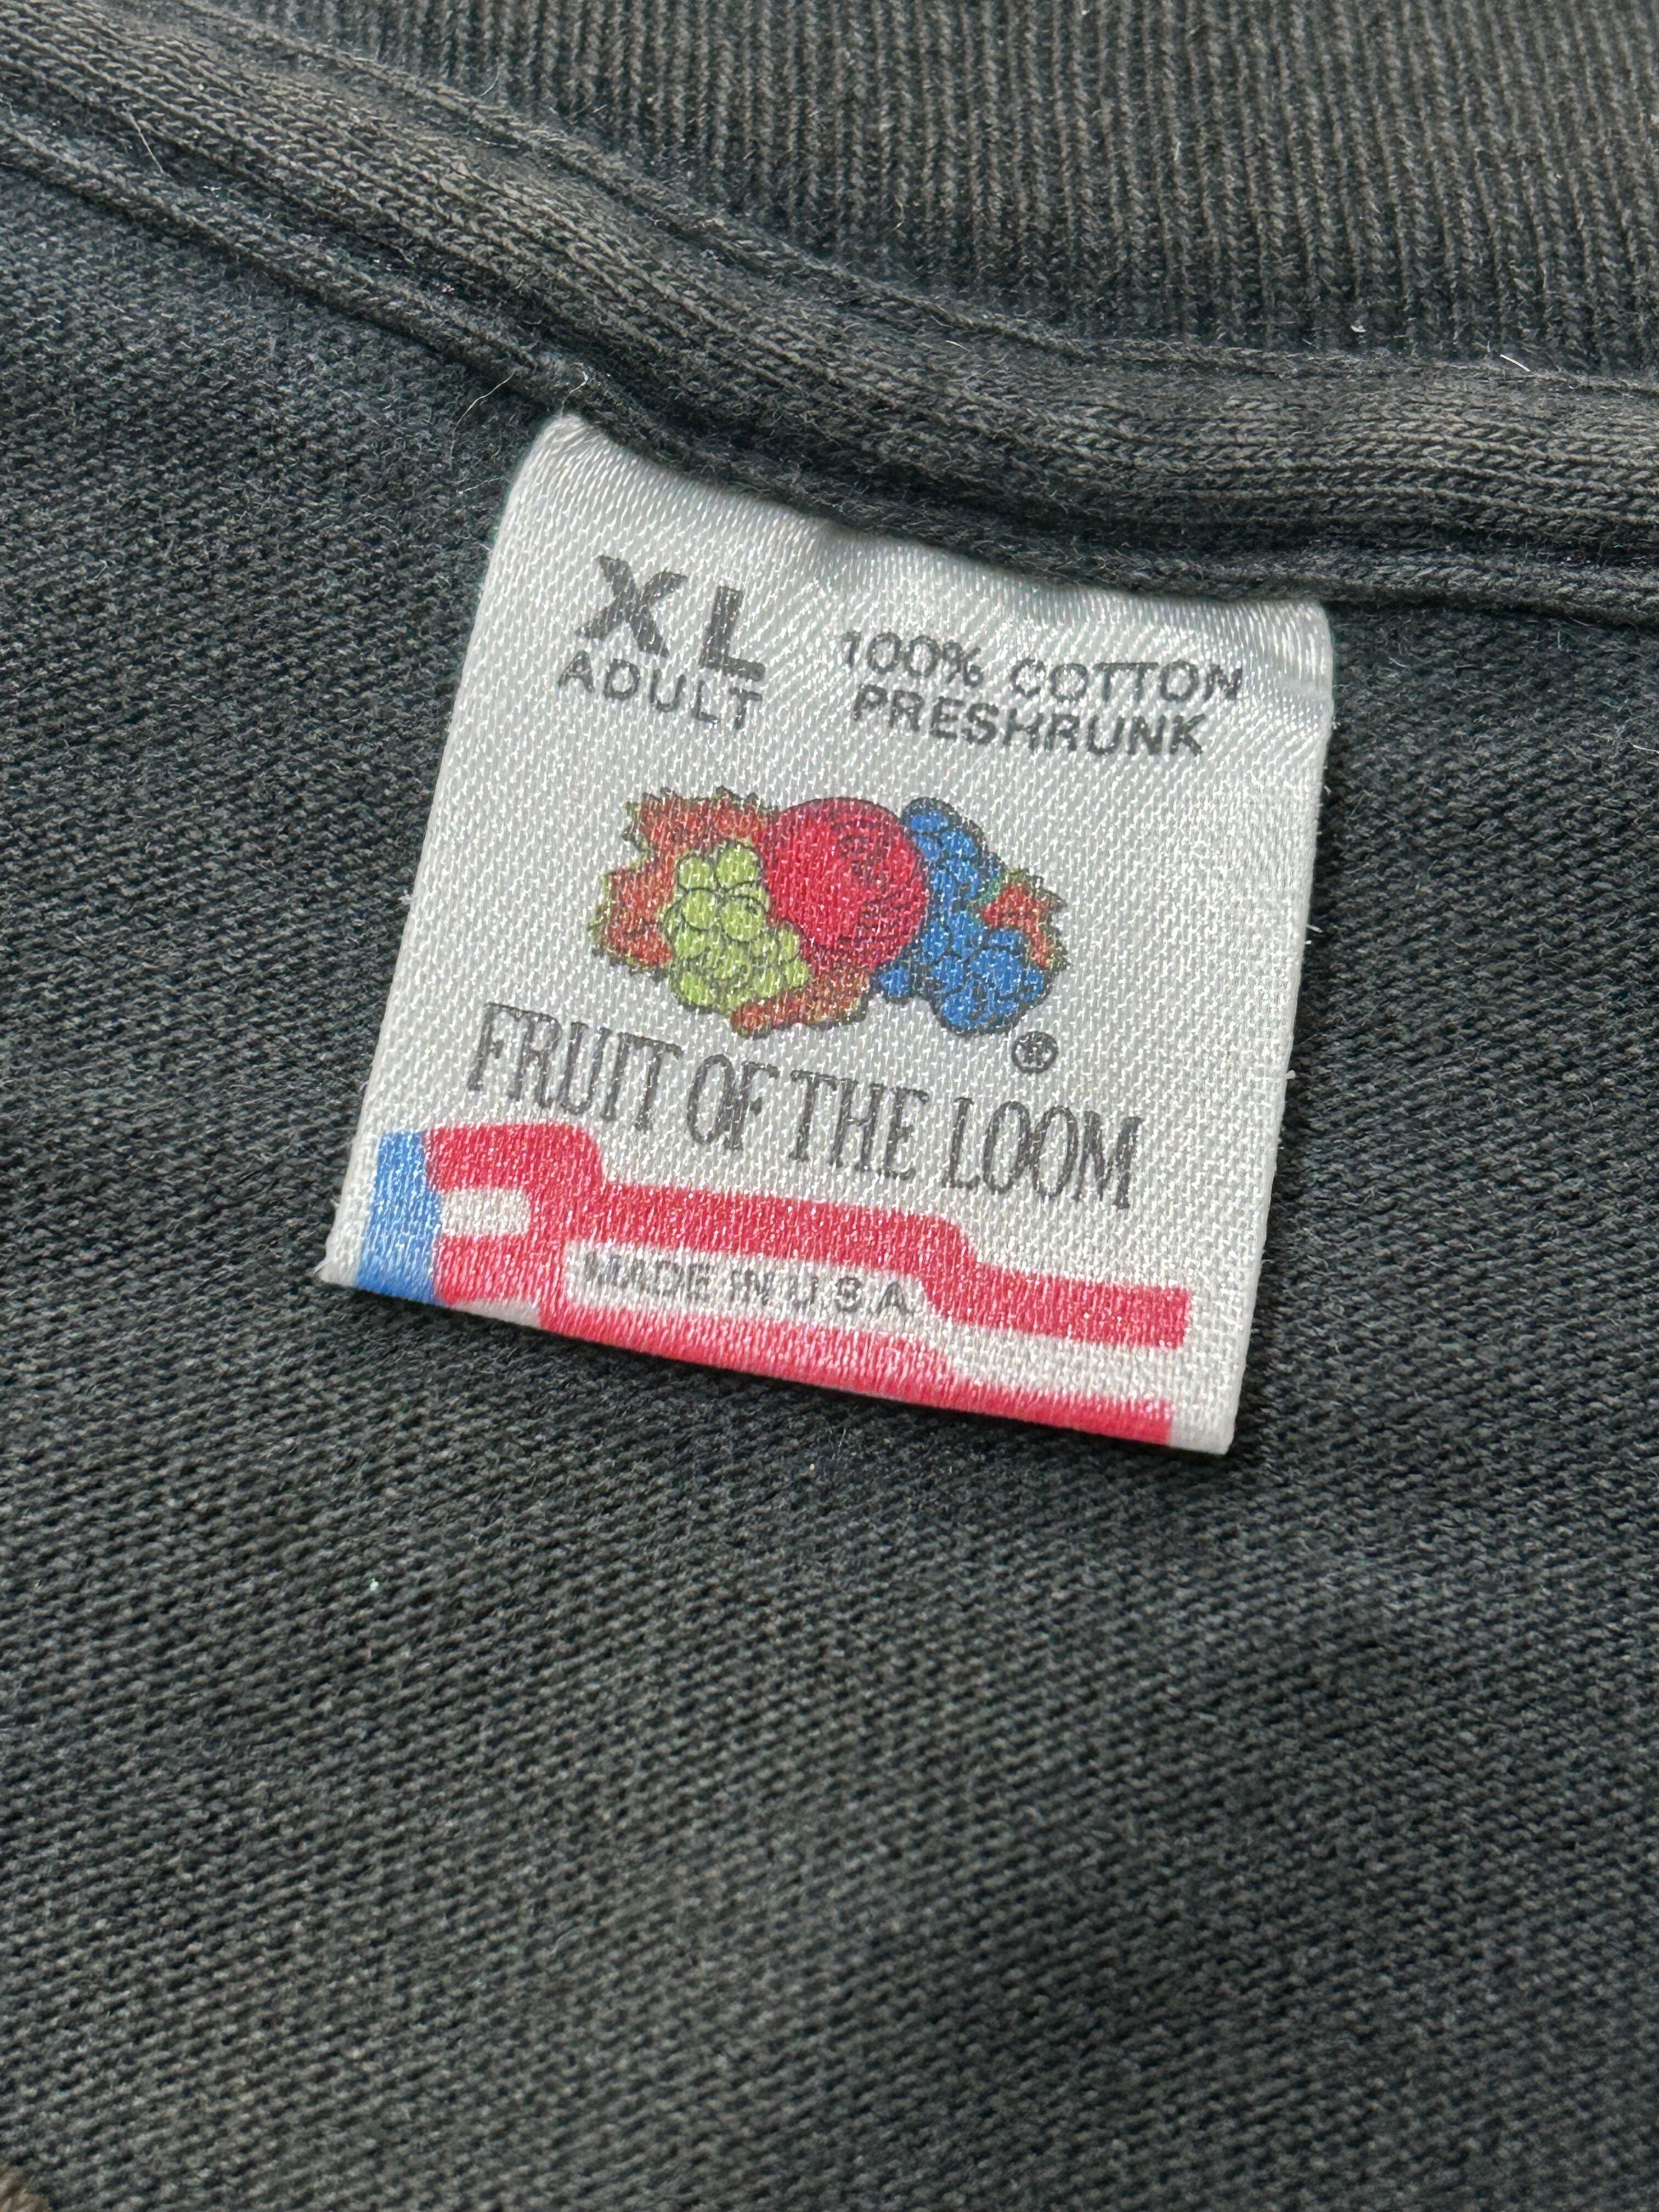 XL
ADULT
100% COTTON
PRESHRUNK
®
FRUIT OF THE LOOM
MADE IN U.S.A.